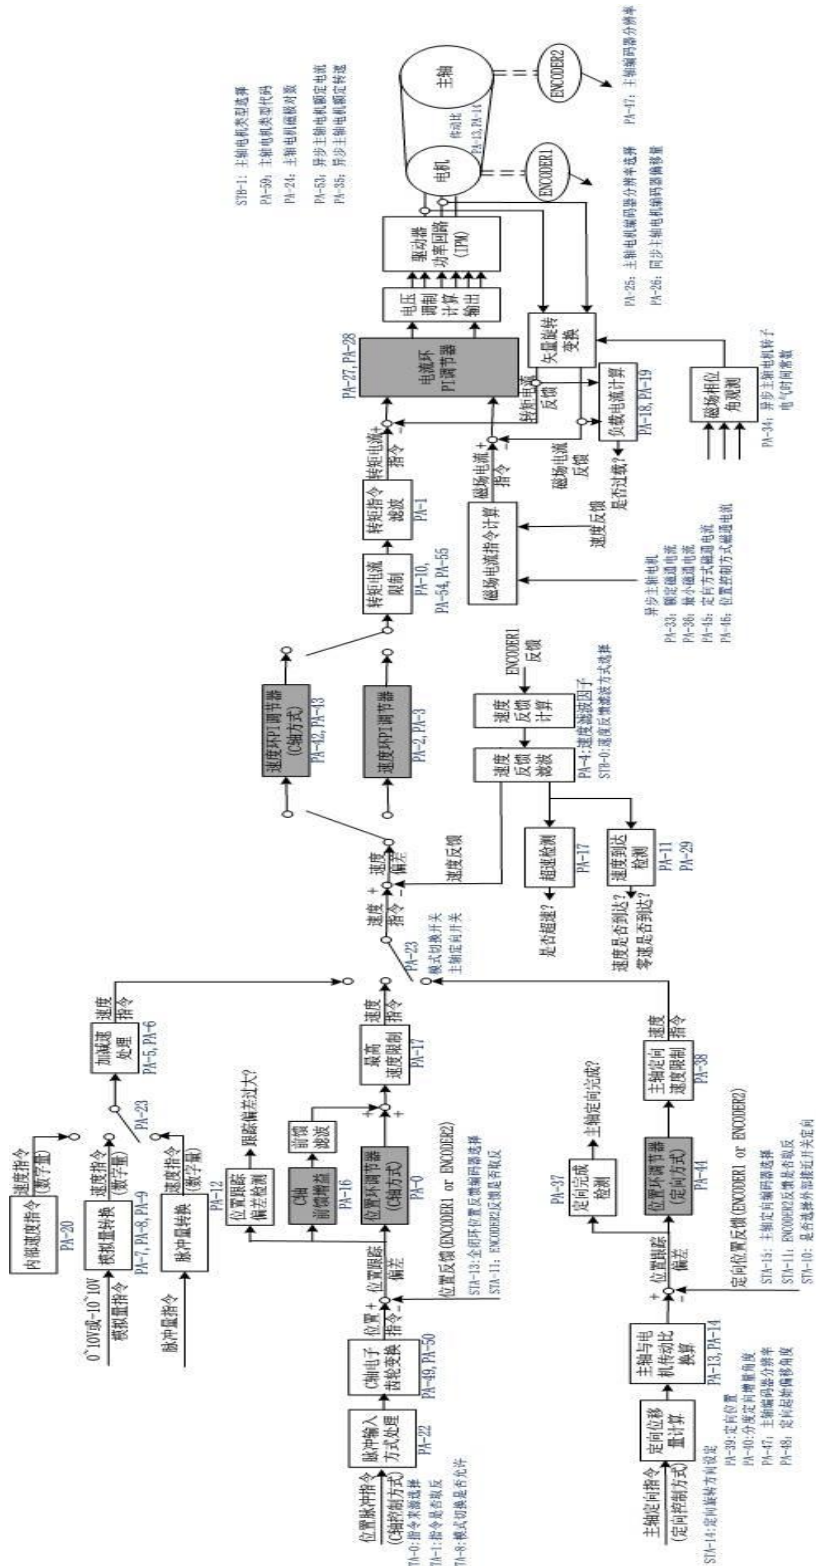 内部速度指令
PA-20
速度指令
(数字量)
0~10V或-10~10V
模拟量指令
模拟量转换
PA-7, PA-8, PA-9
速度指令
(数字量)
脉冲量指令
脉冲量转换
PA-12
速度指令
(数字量)
PA-23
加减速
处理
PA-5, PA-6
速度
指令
位置脉冲指令
(C轴控制方式)
TA-0:指令来源选择
TA-1:指令是否取反
TA-8:模式切换是否允许
脉冲输入
方式处理
PA-22
C轴电子
齿轮变换
PA-49, PA-50
位置
指令
+
-
位置跟踪
偏差
位置反馈(ENCODER1 or ENCODER2)
STA-13:全闭环位置反馈编码器选择
STA-11: ENCODER2反馈是否取反
位置跟踪
偏差检测
跟踪偏差过大?
C轴
前馈增益
PA-16
前馈
滤波
位置环调节器
(C轴方式)
PA-0
+
+
最高
速度限制
PA-17
速度
指令
主轴定向指令
(定向控制方式)
STA-14:定向旋转方向设定
定向位移
量计算
PA-39:定向位置
PA-40:分度定向增量角度
PA-47: 主轴编码器分辨率
PA-48: 定向起始偏移角度
主轴与电
机传动比
换算
PA-13, PA-14
+
-
位置跟踪
偏差
定向位置反馈(ENCODER1 or ENCODER2)
STA-15: 主轴定向编码器选择
STA-11: ENCODER2反馈是否取反
STA-10: 是否选择外部接近开关定向
PA-37
定向完成
检测
主轴定向完成?
位置环调节器
(定向方式)
PA-44
主轴定向
速度限制
PA-38
速度
指令
PA-23
模式切换开关
主轴定向开关
速度
指令
+
-
速度
偏差
速度反馈
速度环PI调节器
(C轴方式)
PA-42, PA-43
速度环PI调节器
PA-2, PA-3
ENCODER1
反馈
速度
反馈
计算
速度
反馈
滤波
PA-4:速度滤波因子
STB-0:速度反馈滤波方式选择
超速检测
PA-17
是否超速?
速度到达
检测
PA-11
PA-29
速度是否到达?
零速是否到达?
转矩电流
限制
PA-10,
PA-54, PA-55
转矩指令
滤波
PA-1
转矩电流
指令
+
-
磁场电流指令计算
速度反馈
异步主轴电机
PA-33: 额定磁通电流
PA-36: 最小磁通电流
PA-45: 定向方式磁通电流
PA-46: 位置控制方式磁通电流
磁场电流
指令
+
-
磁场电流
反馈
转矩电流
反馈
PA-27, PA-28
电流环
PI调节器
负载电流计算
PA-18, PA-19
是否过载?
矢量旋转
变换
磁场相位
角观测
PA-34: 异步主轴电机转子
电气时间常数
电压
调制
计算
输出
驱动器
功率回路
(IPM)
STB-1: 主轴电机类型选择
PA-59: 主轴电机类型代码
PA-24: 主轴电机磁极对数
PA-53: 异步主轴电机额定电流
PA-35: 异步主轴电机额定转速
电机
传动比
PA-13, PA-14
主轴
ENCODER1
ENCODER2
PA-25: 主轴电机编码器分辨率选择
PA-26: 同步主轴电机编码器偏移量
PA-47: 主轴编码器分辨率